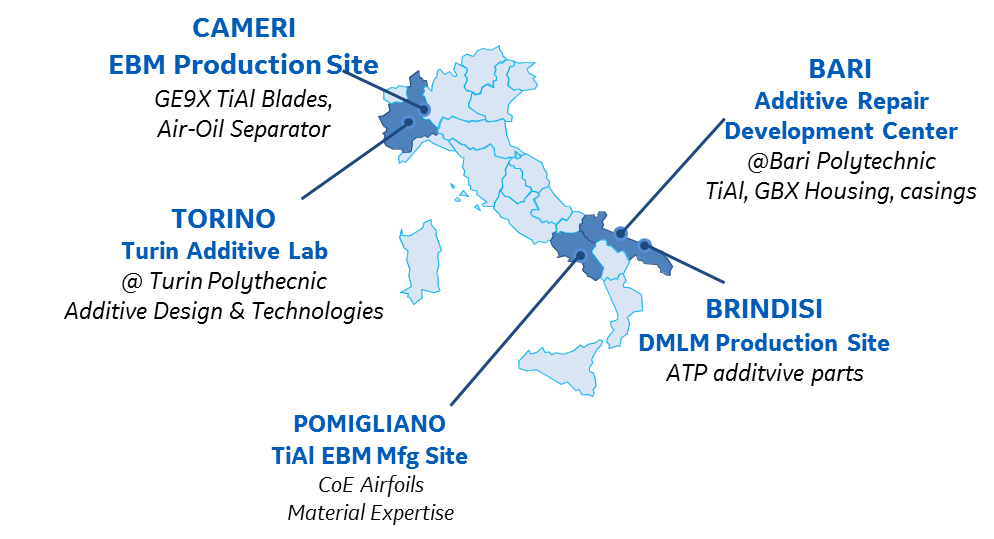 CAMERI
EBM Production Site
GE9X TiAl Blades,
Air-Oil Separator
BARI
Additive Repair
Development Center
@Bari Polytechnic
TiAl, GBX Housing, casings
TORINO
Turin Additive Lab
@ Turin Polythecnic
Additive Design & Technologies
BRINDISI
DMLM Production Site
ATP additvive parts
POMIGLIANO
TiAl EBM Mfg Site
CoE Airfoils
Material Expertise